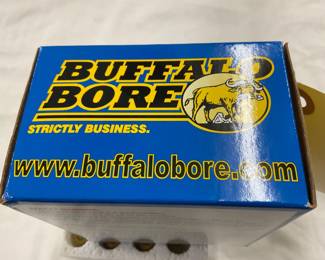 BUFFALO
BORE
STRICTLY BUSINESS.
www.buffalobore.com